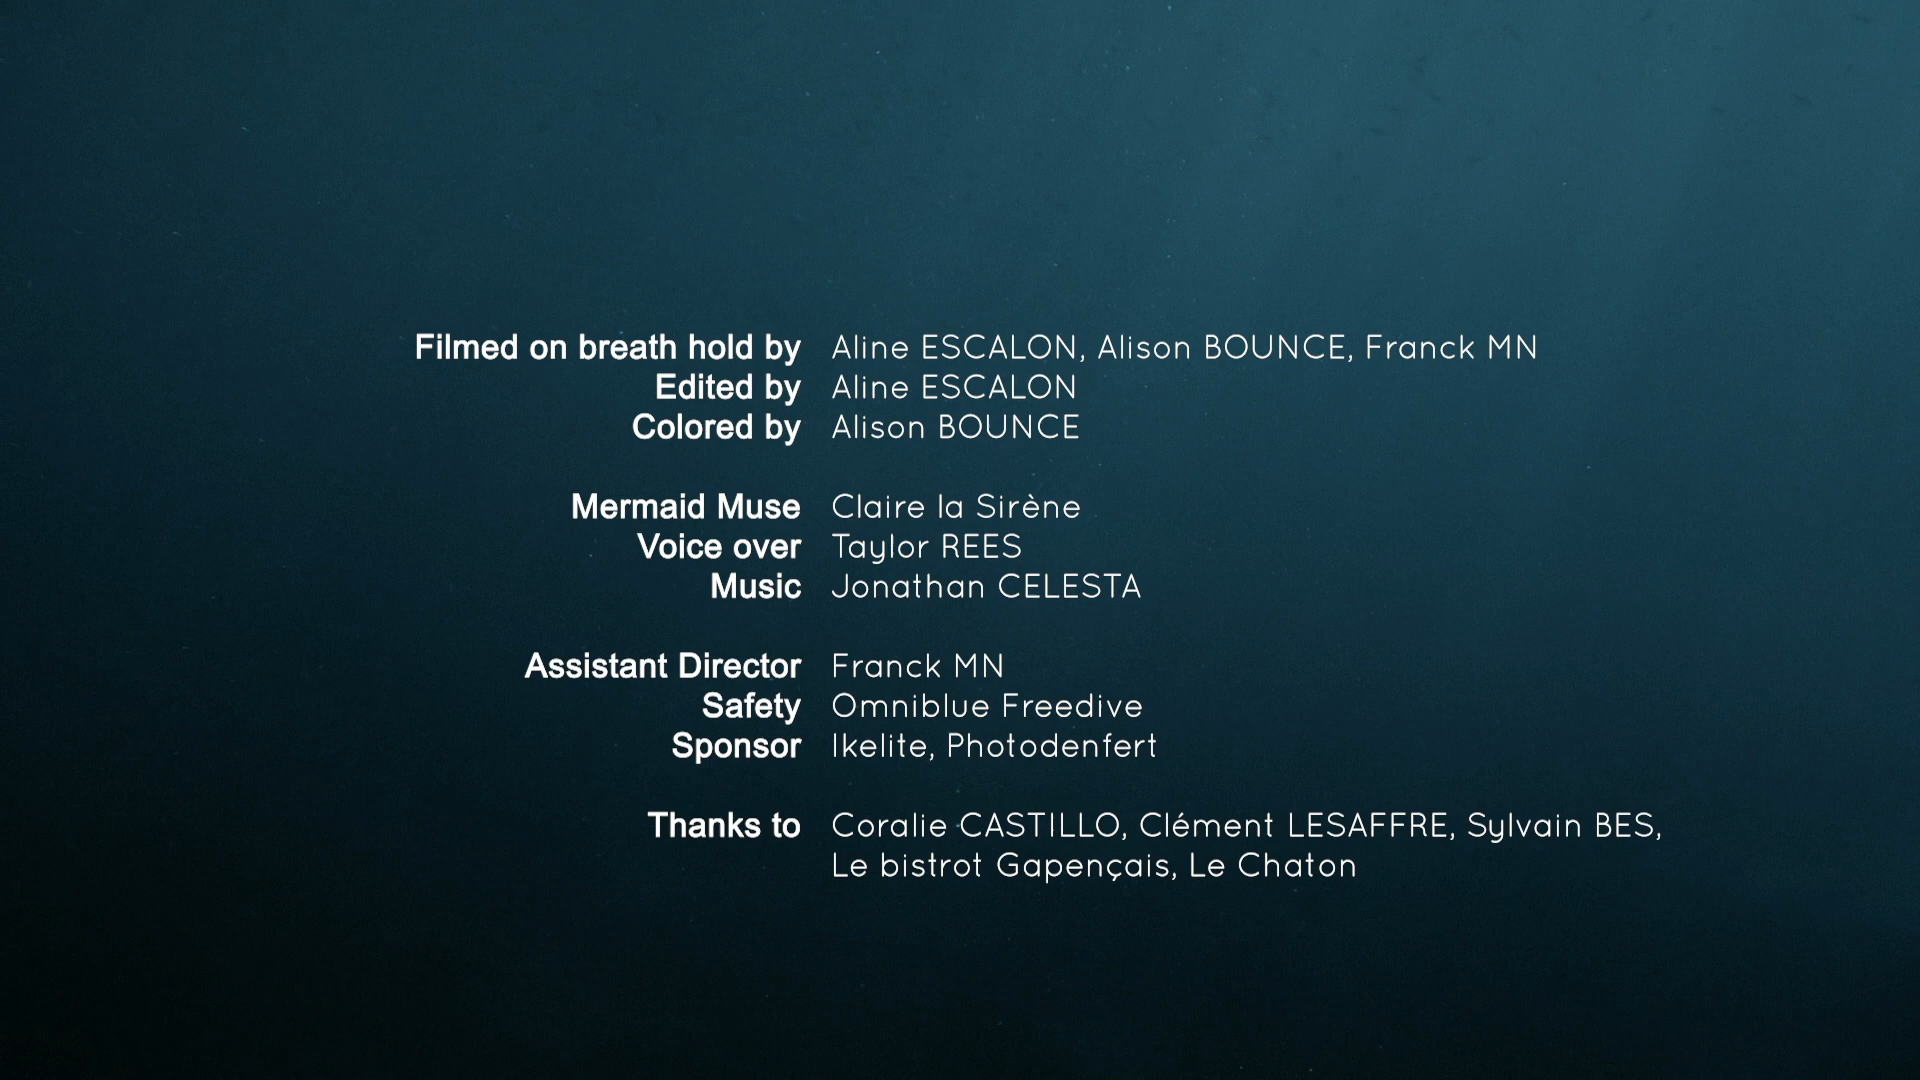 Filmed on breath hold by Aline ESCALON, Alison BOUNCE, Franck MN
Edited by Aline ESCALON
Colored by Alison BOUNCE
Mermaid Muse Claire la Sirène
Voice over Taylor REES
Music Jonathan CELESTA
Assistant Director Franck MN
Safety Omniblue Freedive
Sponsor Ikelite, Photodenfert
Thanks to Coralie CASTILLO, Clément LESAFFRE, Sylvain BES,
Le bistrot Gapençais, Le Chaton